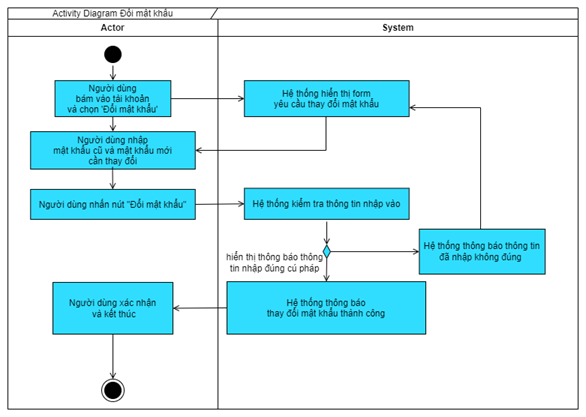 Activity Diagram Đổi mật khẩu
Actor
System
Người dùng
bấm vào tài khoản
và chọn 'Đổi mật khẩu'
Hệ thống hiển thị form
yêu cầu thay đổi mật khẩu
Người dùng nhập
mật khẩu cũ và mật khẩu mới
cần thay đổi
Người dùng nhấn nút "Đổi mật khẩu"
Hệ thống kiểm tra thông tin nhập vào
Hệ thống thông báo thông tin
đã nhập không đúng
hiển thị thông báo thông
tin nhập đúng cú pháp
Người dùng xác nhận
và kết thúc
Hệ thống thông báo
thay đổi mật khẩu thành công